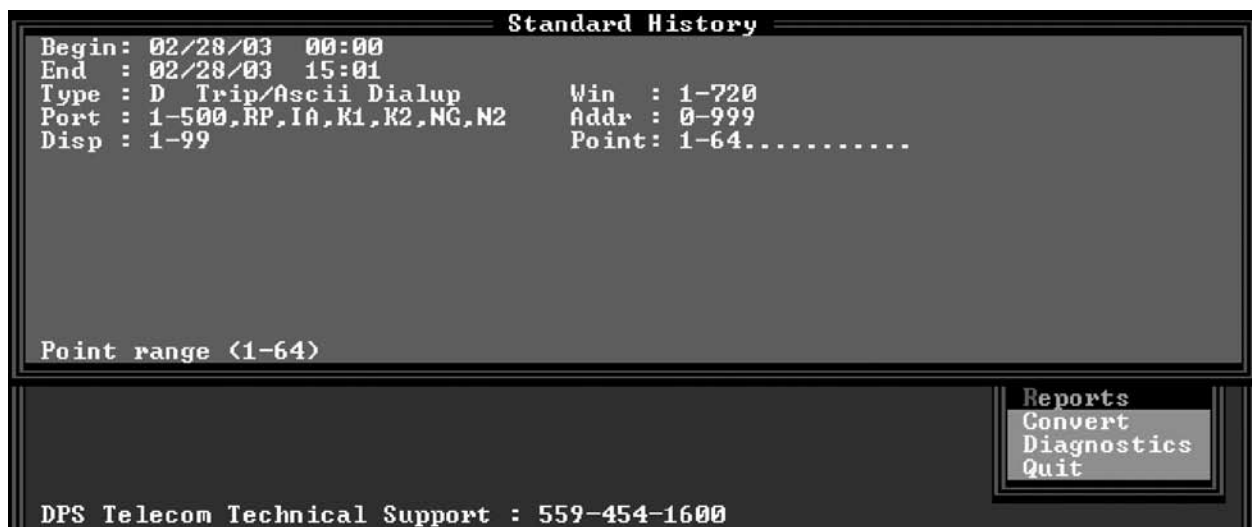 Standard History
Begin: 02/28/03 00:00
End : 02/28/03 15:01
Type : D Trip/Ascii Dialup Win : 1-720
Port : 1-500,RP,IA,K1,K2,NG,N2 Addr : 0-999
Disp : 1-99 Point: 1-64...........
Point range (1-64)
Reports
Convert
Diagnostics
Quit
DPS Telecom Technical Support : 559-454-1600